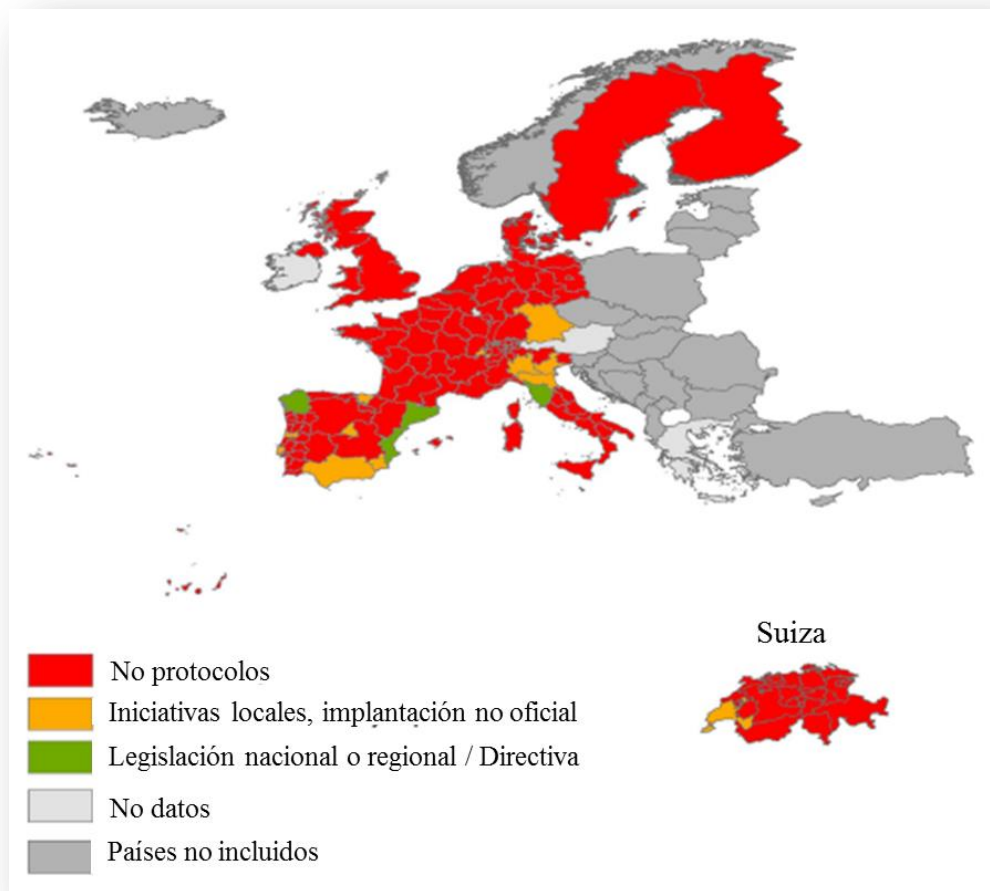 Suiza
No protocolos
Iniciativas locales, implantación no oficial
Legislación nacional o regional / Directiva
No datos
Países no incluidos